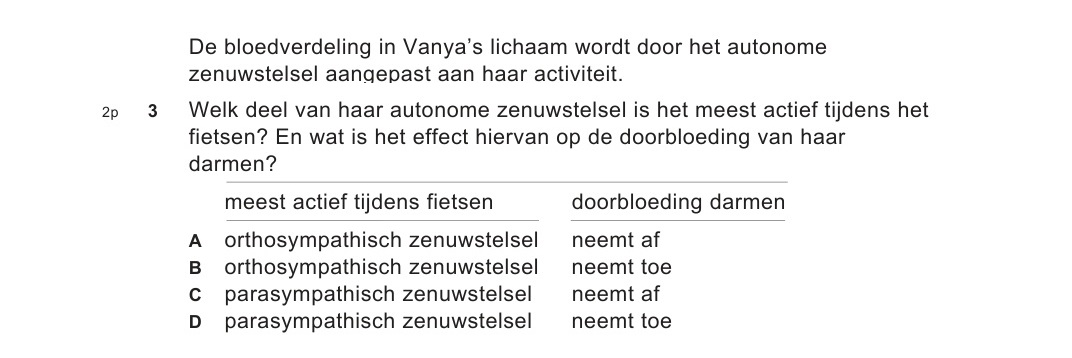 De bloedverdeling in Vanya's lichaam wordt door het autonome
zenuwstelsel aangepast aan haar activiteit.
2p 3 Welk deel van haar autonome zenuwstelsel is het meest actief tijdens het
fietsen? En wat is het effect hiervan op de doorbloeding van haar
darmen?
meest actief tijdens fietsen doorbloeding darmen
A orthosympathisch zenuwstelsel neemt af
B orthosympathisch zenuwstelsel neemt toe
C parasympathisch zenuwstelsel neemt af
D parasympathisch zenuwstelsel neemt toe